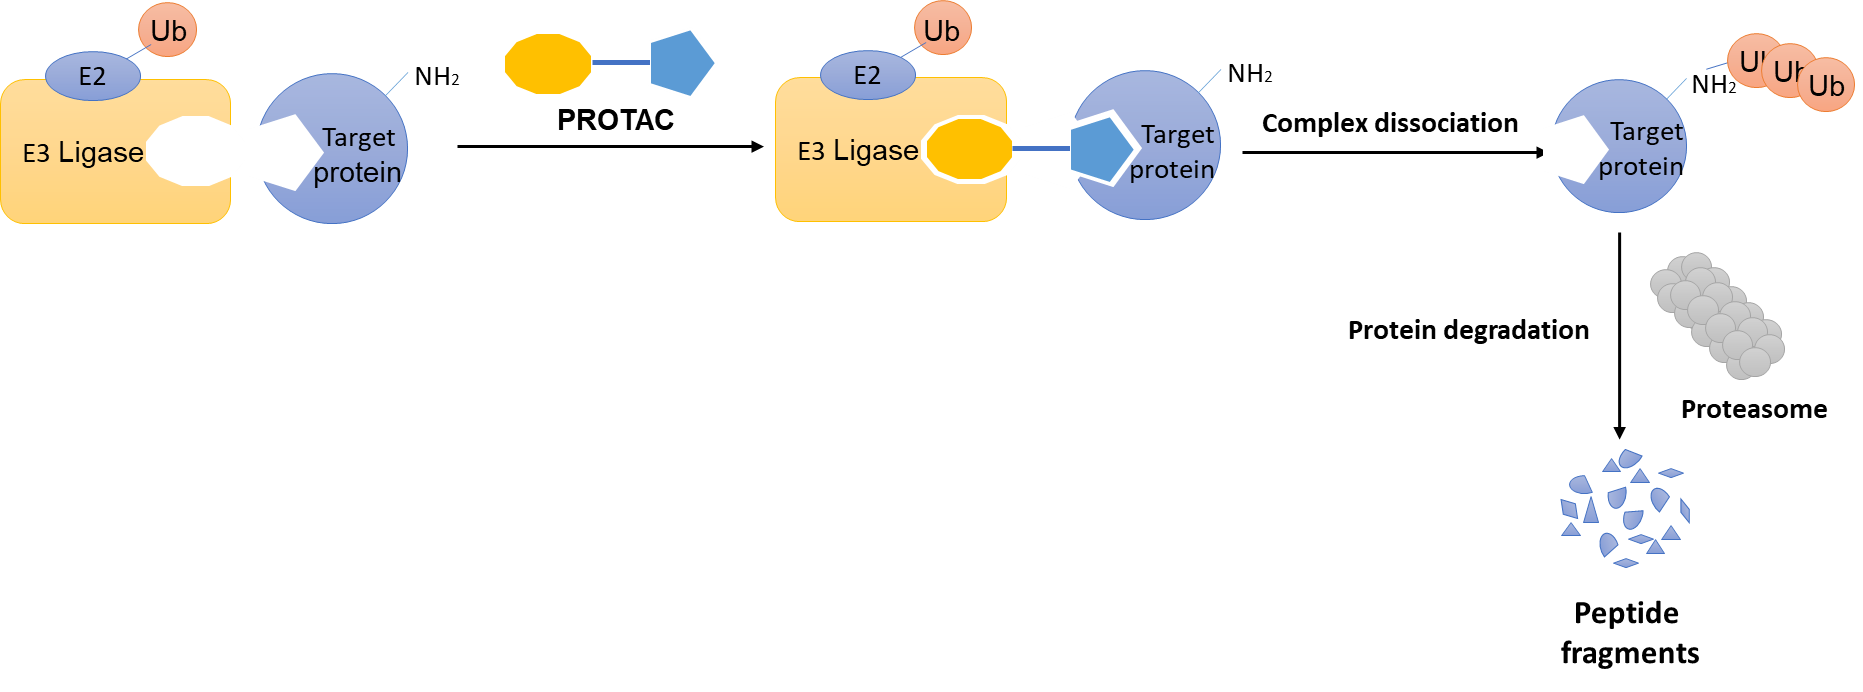 Ub
E2
E3 Ligase
NH2
Target
protein
PROTAC
Ub
E2
E3 Ligase
NH2
Target
protein
Complex dissociation
NH2
Ub
Target
protein
Protein degradation
Proteasome
Peptide
fragments